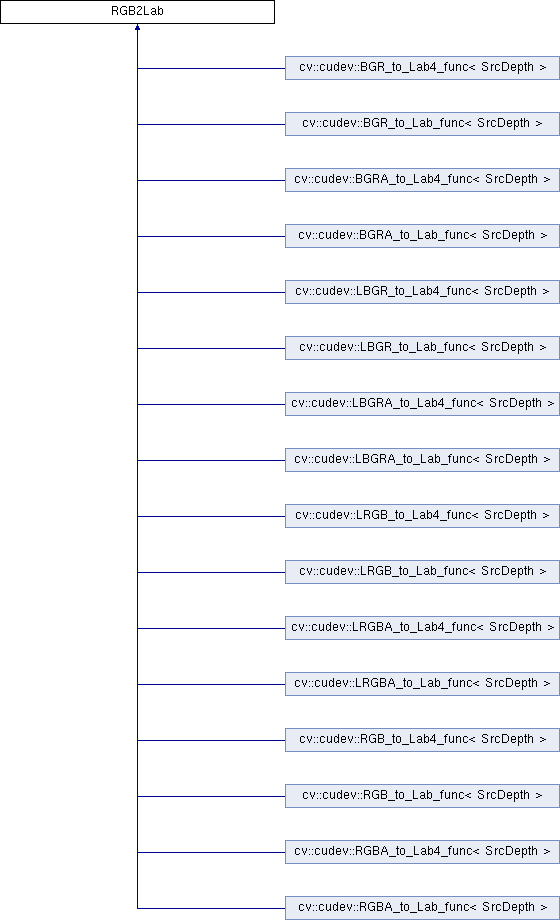 RGB2Lab
cv::cudev::BGR_to_Lab4_func< SrcDepth >
cv::cudev::BGR_to_Lab_func< SrcDepth >
cv::cudev::BGRA_to_Lab4_func< SrcDepth >
cv::cudev::BGRA_to_Lab_func< SrcDepth >
cv::cudev::LBGR_to_Lab4_func< SrcDepth >
cv::cudev::LBGR_to_Lab_func< SrcDepth >
cv::cudev::LBGRA_to_Lab4_func< SrcDepth >
cv::cudev::LBGRA_to_Lab_func< SrcDepth >
cv::cudev::LRGB_to_Lab4_func< SrcDepth >
cv::cudev::LRGB_to_Lab_func< SrcDepth >
cv::cudev::LRGBA_to_Lab4_func< SrcDepth >
cv::cudev::LRGBA_to_Lab_func< SrcDepth >
cv::cudev::RGB_to_Lab4_func< SrcDepth >
cv::cudev::RGB_to_Lab_func< SrcDepth >
cv::cudev::RGBA_to_Lab4_func< SrcDepth >
cv::cudev::RGBA_to_Lab_func< SrcDepth >